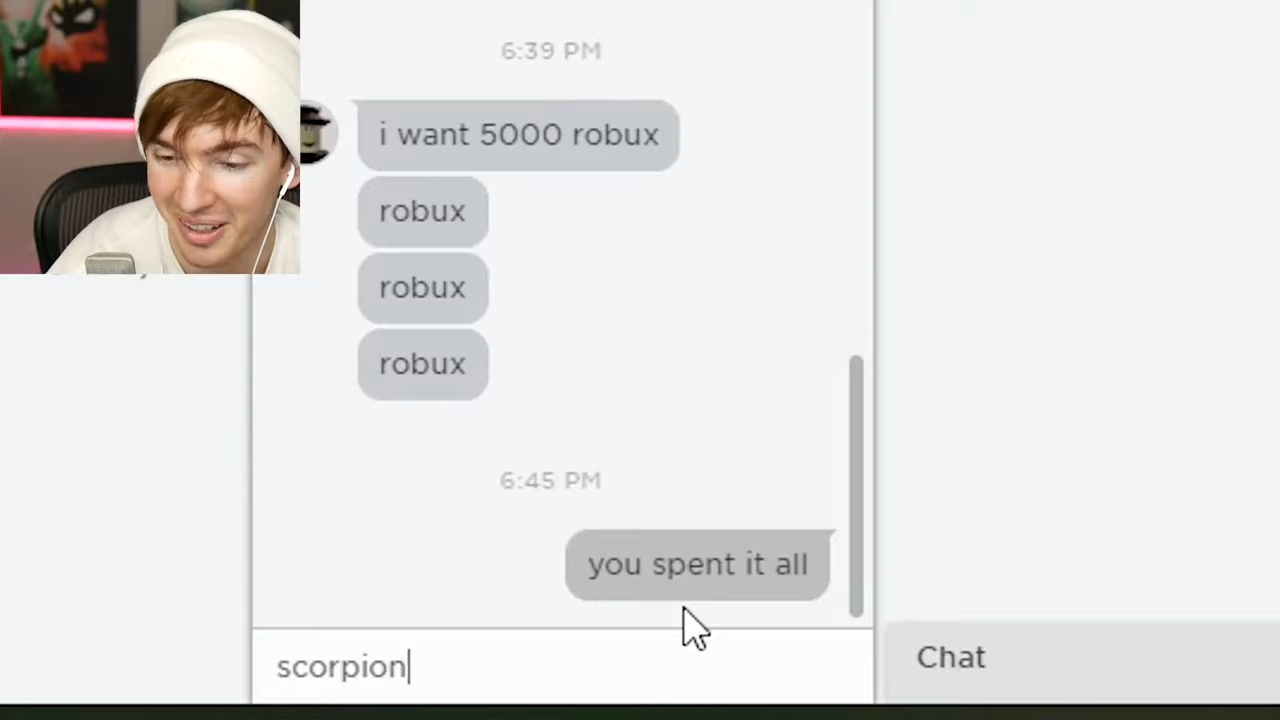 6:39 PM
i want 5000 robux
robux
robux
robux
6:45 PM
you spent it all
scorpion
Chat